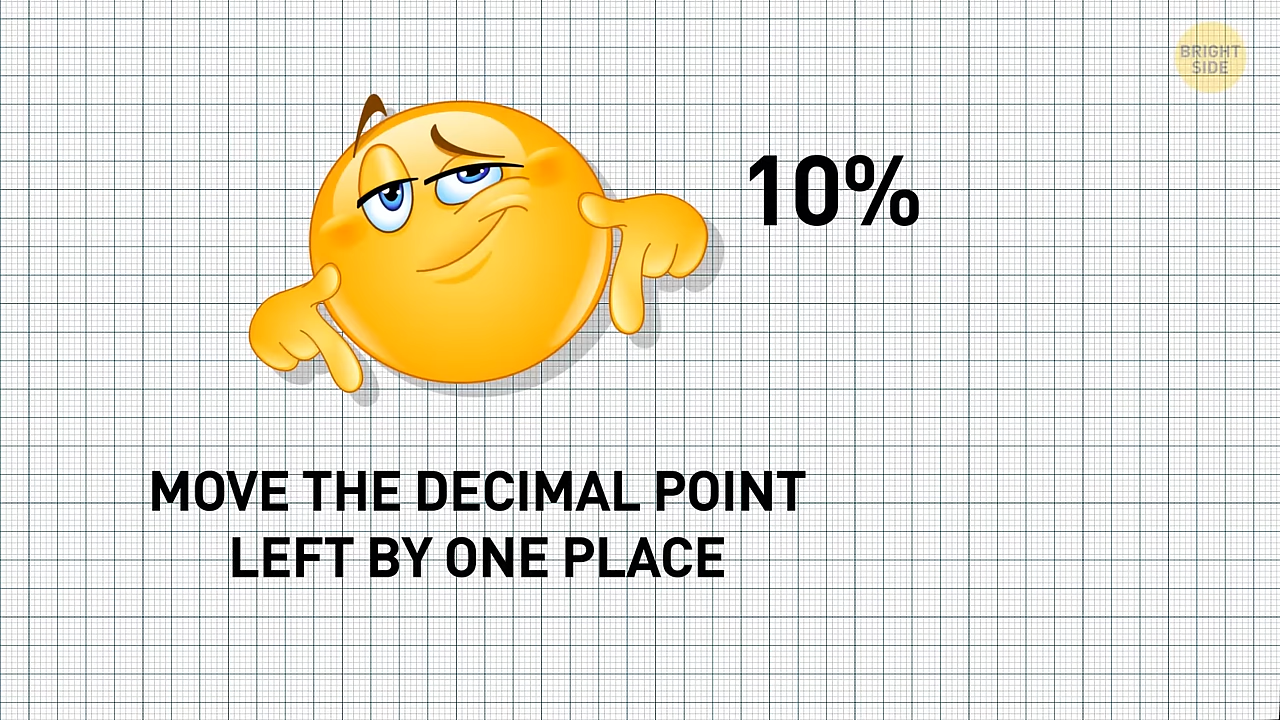 BRIGHT
SIDE
10%
MOVE THE DECIMAL POINT
LEFT BY ONE PLACE